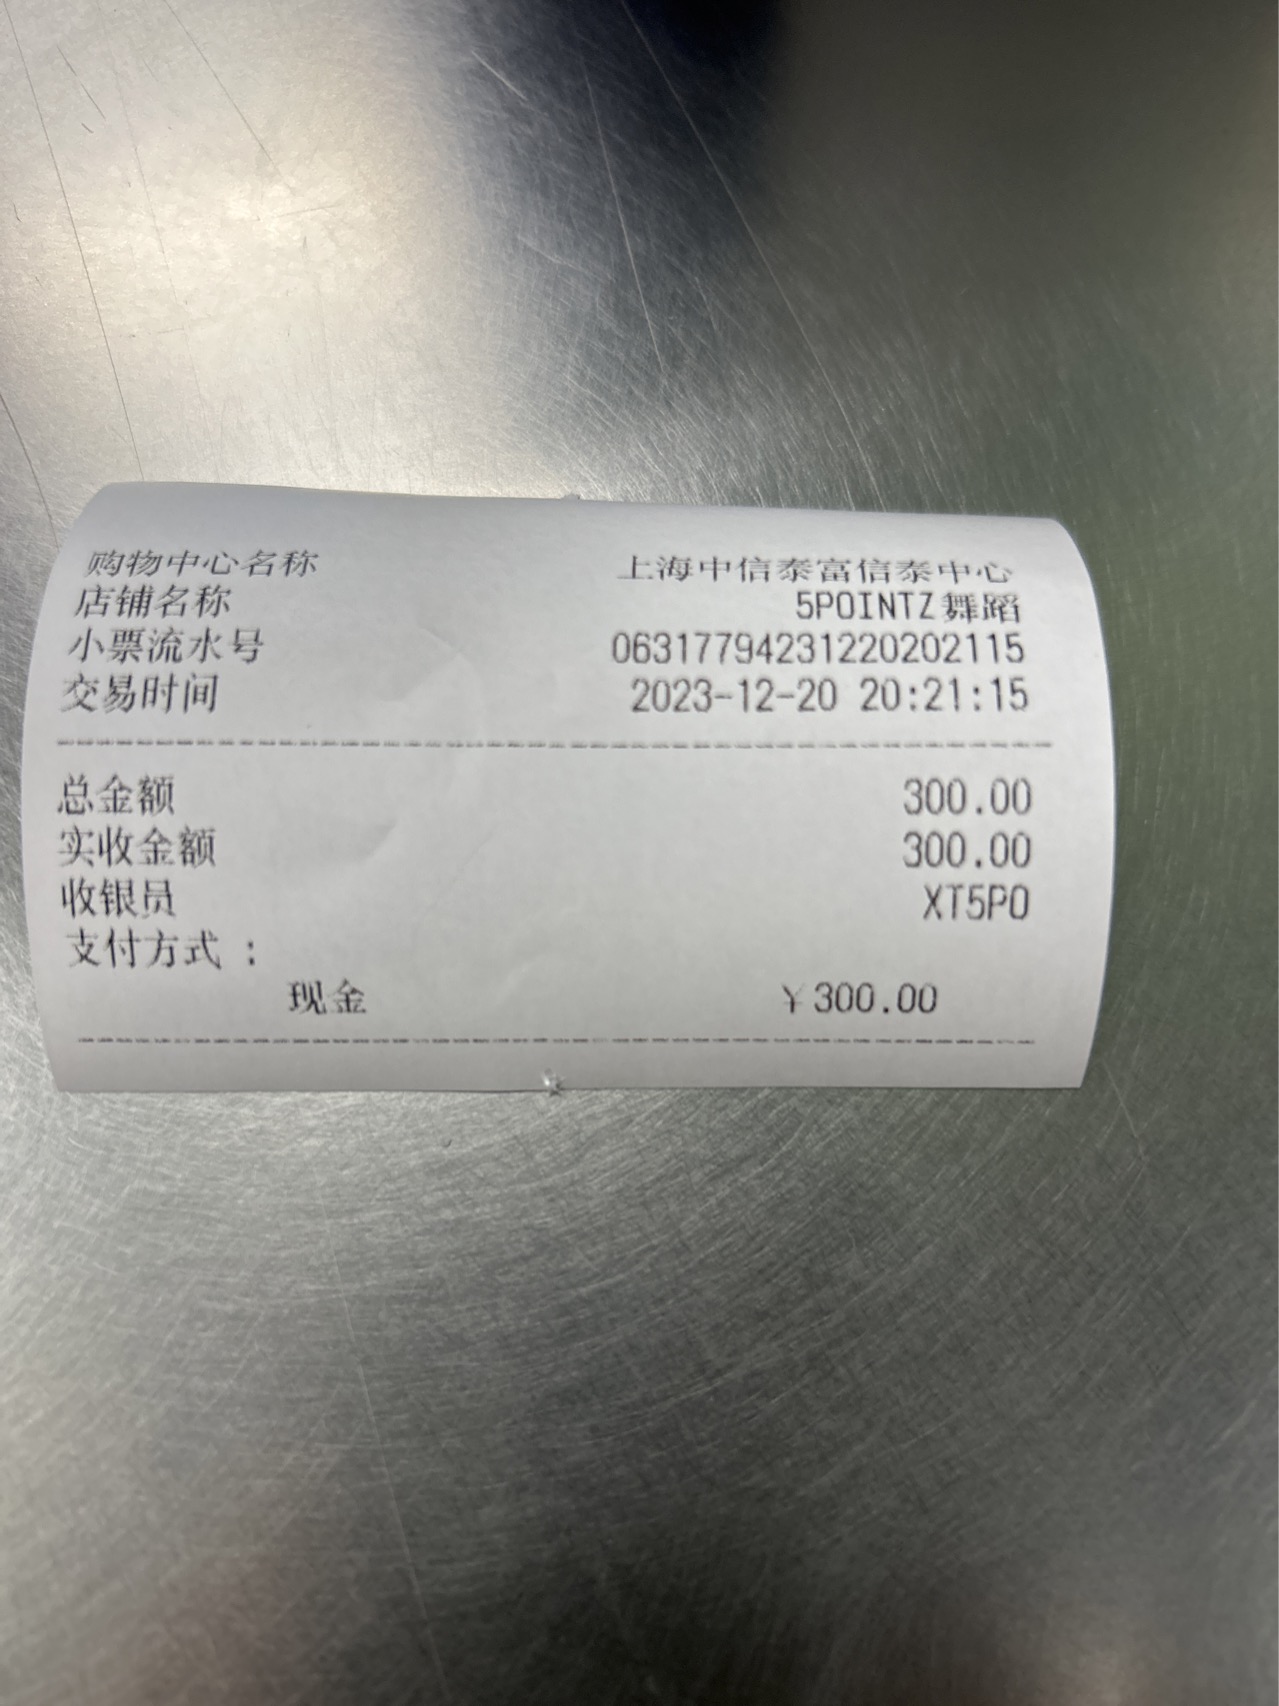 购物中心名称 上海中信泰富信泰中心
店铺名称 5POINTZ舞蹈
小票流水号 06317794231220202115
交易时间 2023-12-20 20:21:15
总金额 300.00
实收金额 300.00
收银员 XT5PO
支付方式：
现金 ￥300.00